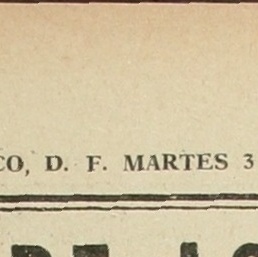 CO, D. F. MARTES 3